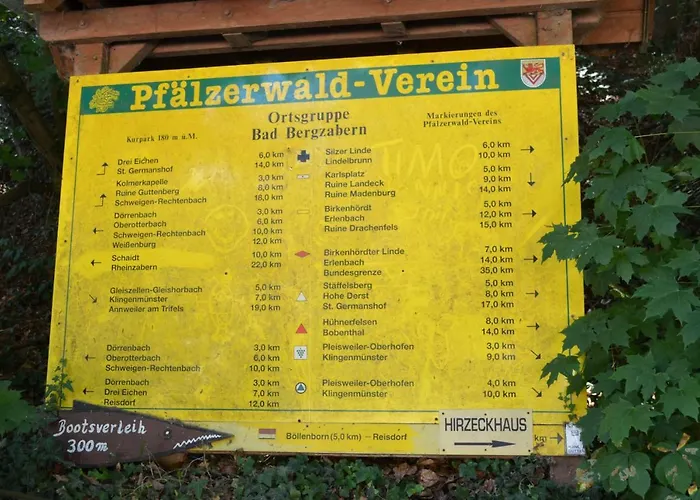 Pfälzerwald-Verein
Ortsgruppe
Bad Bergzabern
Markierungen des
Pfälzerwald-Vereins
Kurpark 180 m ü.M.
Drei Eichen 6,0 km
St. Germanshof 14,0 km
Kolmerkapelle 3,0 km
Ruine Guttenberg 8,0 km
Schweigen-Rechtenbach 18,0 km
Dörrenbach 3,0 km
Oberotterbach 6,0 km
Schweigen-Rechtenbach 10,0 km
Weißenburg 12,0 km
Schaidt 10,0 km
Rheinzabern 22,0 km
Gleiszellen-Gleishorbach 5,0 km
Klingenmünster 7,0 km
Annweiler am Trifels 19,0 km
Dörrenbach 3,0 km
Oberotterbach 6,0 km
Schweigen-Rechtenbach 10,0 km
Dörrenbach 3,0 km
Drei Eichen 7,0 km
Reisdorf 12,0 km
Silzer Linde 6,0 km
Lindelbrunn 10,0 km
Karlsplatz 5,0 km
Ruine Landeck 9,0 km
Ruine Madenburg 14,0 km
Birkenhördt 5,0 km
Erlenbach 12,0 km
Ruine Drachenfels 15,0 km
Birkenhördter Linde 7,0 km
Erlenbach 14,0 km
Bundesgrenze 35,0 km
Stäffelsberg 5,0 km
Hohe Derst 8,0 km
St. Germanshof 17,0 km
Hühnerfelsen 8,0 km
Bobenthal 14,0 km
Pleisweiler-Oberhofen 3,0 km
Klingenmünster 9,0 km
Pleisweiler-Oberhofen 4,0 km
Klingenmünster 10,0 km
Böllenborn (5,0 km) – Reisdorf
km
TIMO
Bootsverleih
300m
HIRZECKHAUS